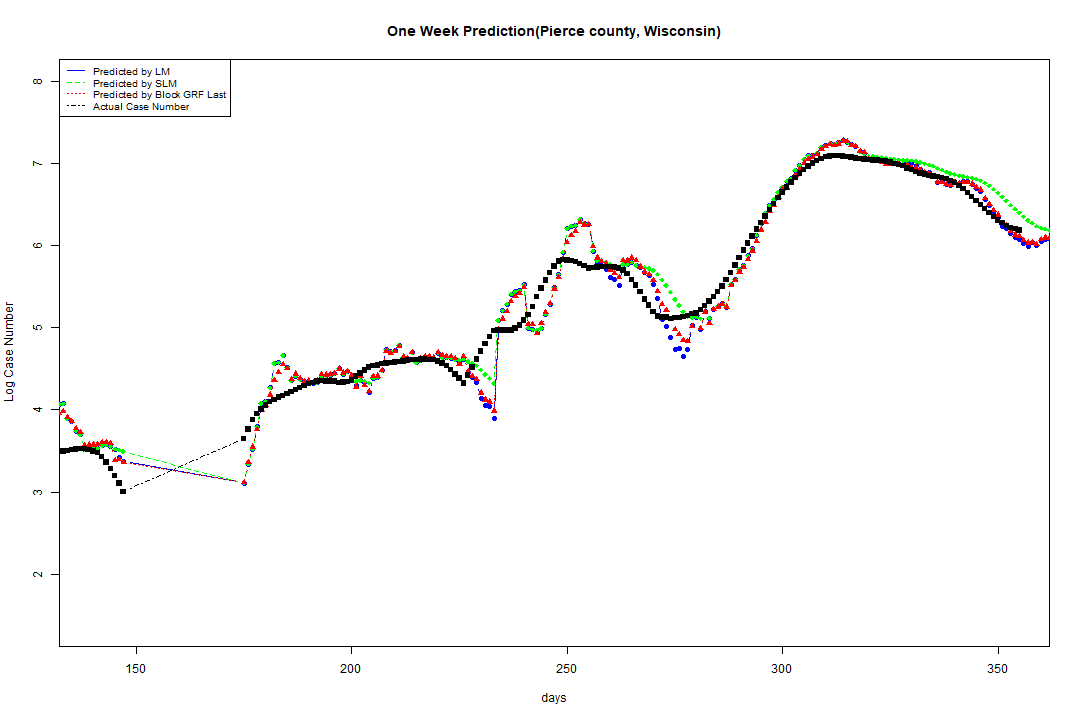 One Week Prediction(Pierce county, Wisconsin)
Predicted by LM
Predicted by SLM
Predicted by Block GRF Last
Actual Case Number
8
7
6
5
4
3
2
Log Case Number
150 200 250 300 350
days